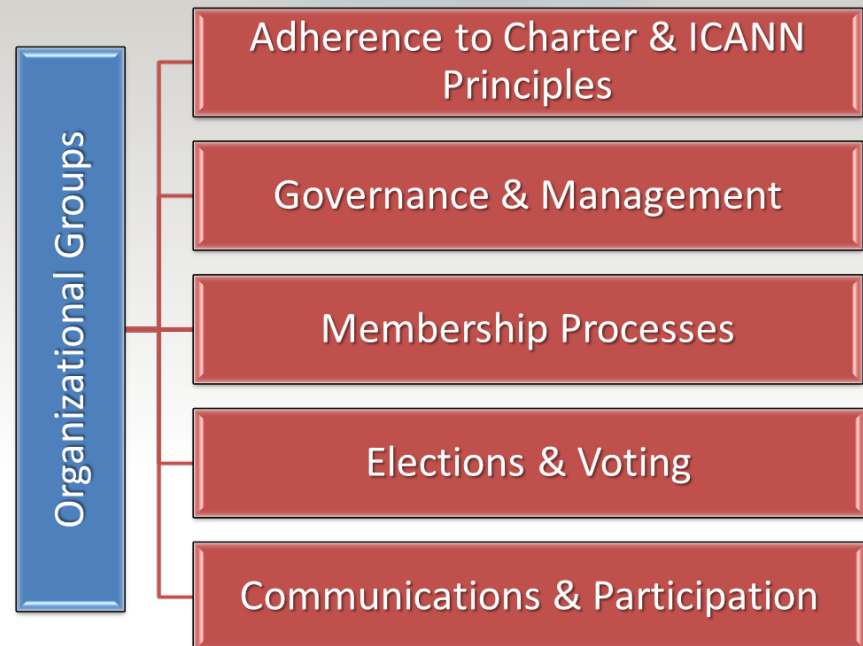 Organizational Groups
Adherence to Charter & ICANN
Principles
Governance & Management
Membership Processes
Elections & Voting
Communications & Participation